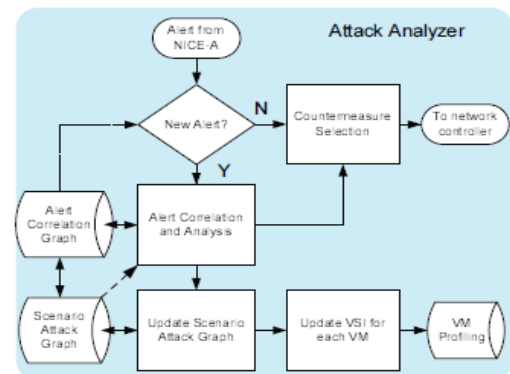 Attack Analyzer
Alert from
NICE-A
New Alert?
N
Y
Countermeasure
Selection
To network
controller
Alert
Correlation
Graph
Alert Correlation
and Analysis
Scenario
Attack
Graph
Update Scenario
Attack Graph
Update VSI for
each VM
VM
Profiling